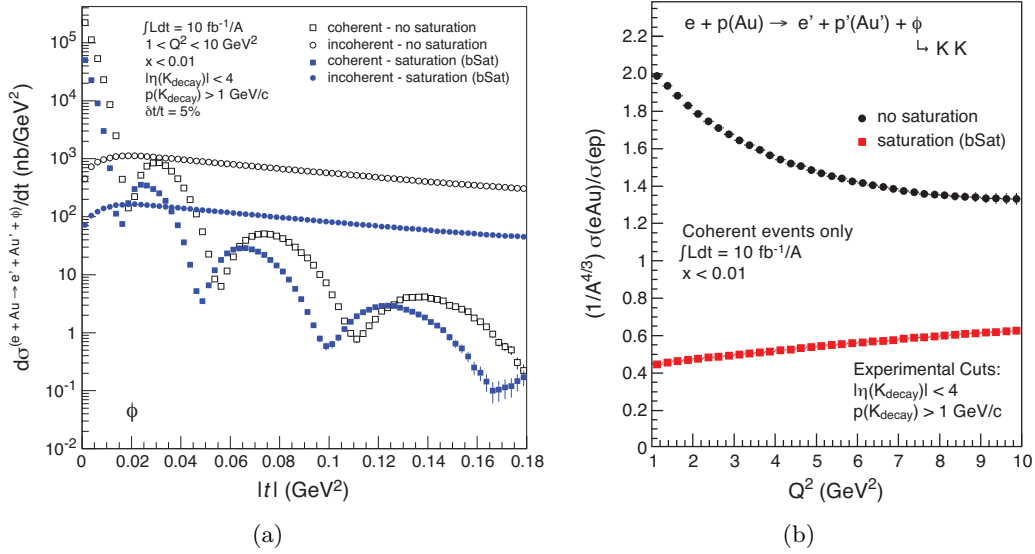 dσ(e + Au → e' + Au' + ϕ)/dt (nb/GeV²)
10⁵
10⁴
10³
10²
10
1
10⁻¹
10⁻²
∫Ldt = 10 fb⁻¹/A
1 < Q² < 10 GeV²
x < 0.01
|η(K_decay)| < 4
p(K_decay) > 1 GeV/c
δt/t = 5%
coherent - no saturation
incoherent - no saturation
coherent - saturation (bSat)
incoherent - saturation (bSat)
ϕ
0 0.02 0.04 0.06 0.08 0.10 0.12 0.14 0.16 0.18
|t| (GeV²)
(a)
(1/A^4/3) σ(eAu)/σ(ep)
2.2
2.0
1.8
1.6
1.4
1.2
1.0
0.8
0.6
0.4
0.2
0
e + p(Au) → e' + p'(Au') + ϕ
↳ K K
no saturation
saturation (bSat)
Coherent events only
∫Ldt = 10 fb⁻¹/A
x < 0.01
Experimental Cuts:
|η(K_decay)| < 4
p(K_decay) > 1 GeV/c
1 2 3 4 5 6 7 8 9 10
Q² (GeV²)
(b)